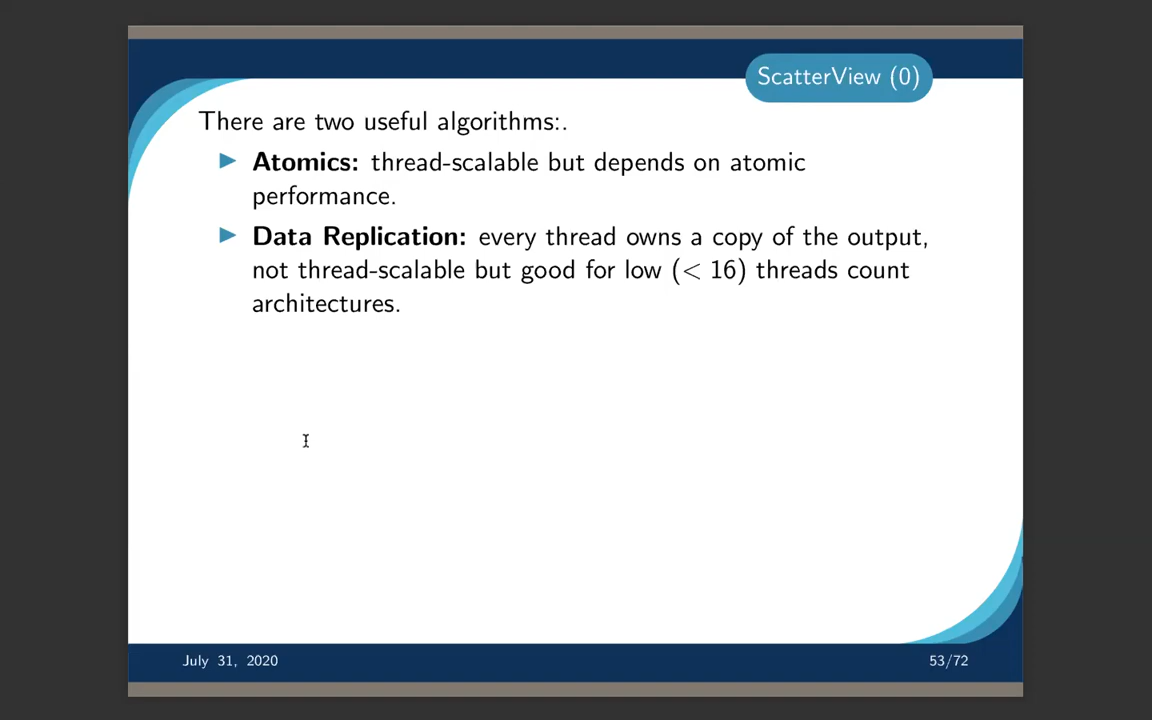 ScatterView (0)
There are two useful algorithms:.
Atomics: thread-scalable but depends on atomic
performance.
Data Replication: every thread owns a copy of the output,
not thread-scalable but good for low (< 16) threads count
architectures.
July 31, 2020
53/72